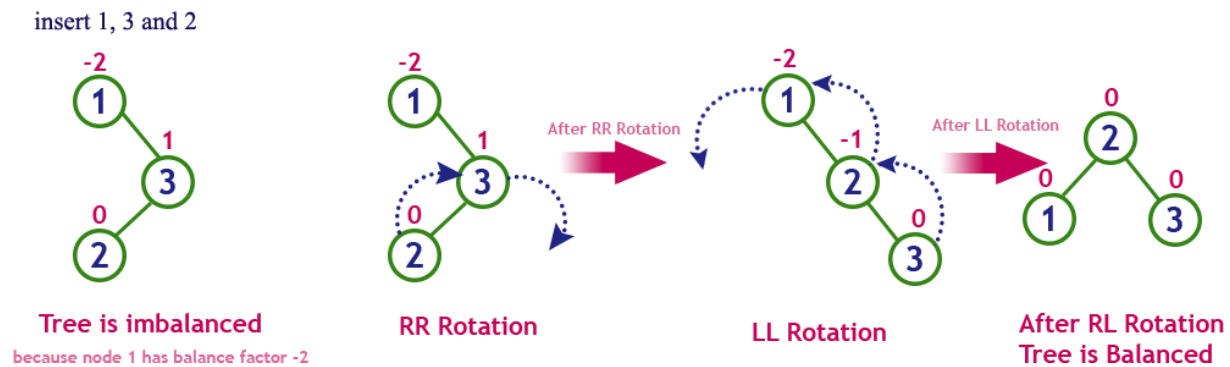 insert 1, 3 and 2
-2
1
1
3
0
2
Tree is imbalanced
because node 1 has balance factor -2
-2
1
1
3
0
2
RR Rotation
After RR Rotation
-2
1
-1
2
0
3
LL Rotation
After LL Rotation
0
2
0
1
0
3
After RL Rotation
Tree is Balanced